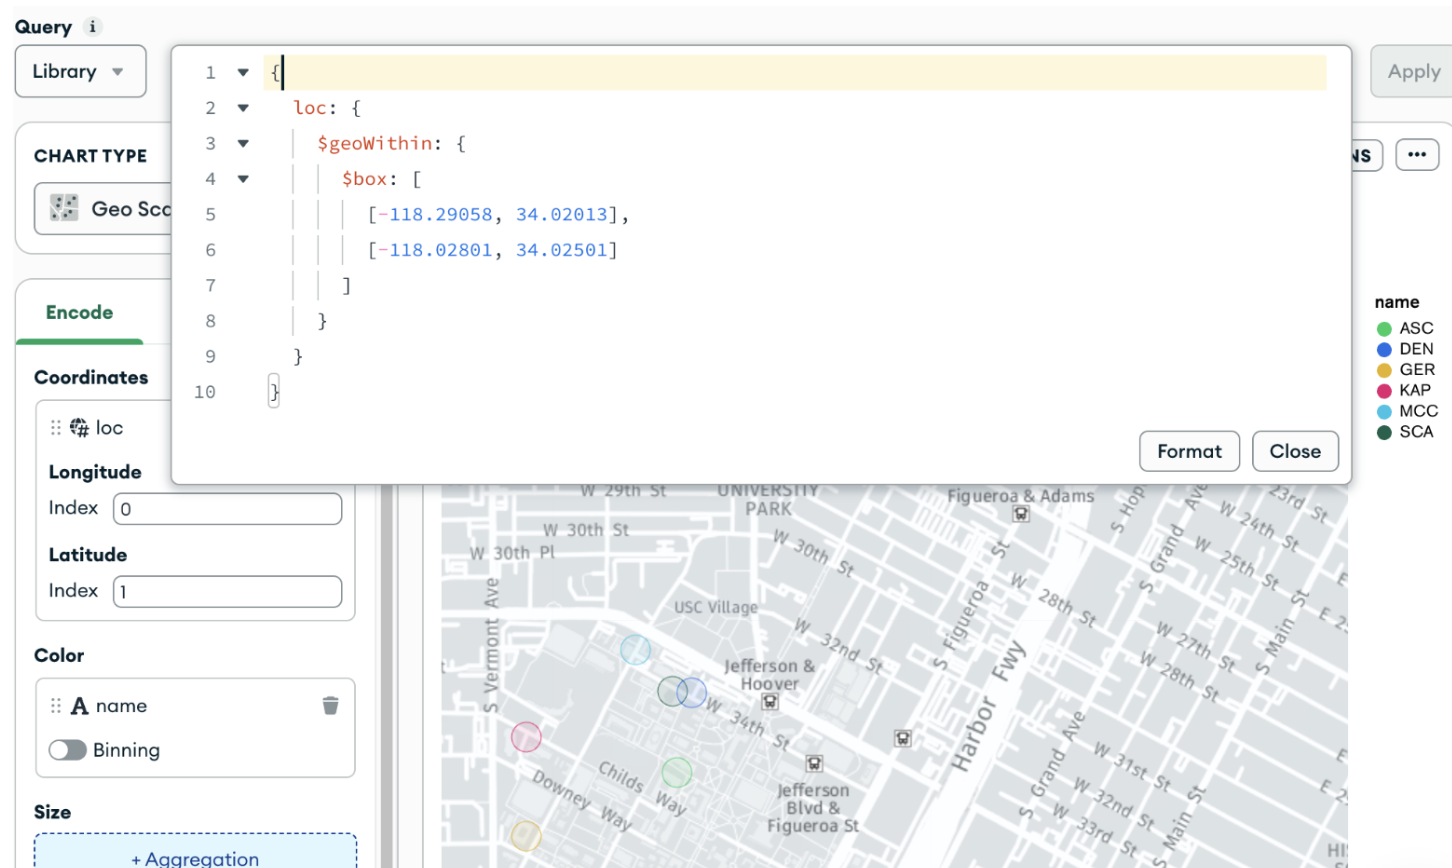 Query i
Library
Apply
1 {
2 loc: {
3 $geoWithin: {
4 $box: [
5 [-118.29058, 34.02013],
6 [-118.02801, 34.02501]
7 ]
8 }
9 }
10 }
Format
Close
CHART TYPE
Geo Sca
NS
...
Encode
Coordinates
loc
Longitude
Index 0
Latitude
Index 1
Color
A name
Binning
Size
+ Aggregation
name
ASC
DEN
GER
KAP
MCC
SCA
W 29th St
UNIVERSITY
PARK
Figueroa & Adams
S Hop
S Grand Ave
23rd St
W 24th St
W 25th St
W 30th St
W 30th Pl
W 30th St
USC Village
S Vermont Ave
W 32nd St
S Figueroa St
W 28th St
S Main St
E
E 2
W 27th St
W 28th St
Jefferson &
Hoover
W 34th St
Harbor Fwy
S Grand Ave
W 31st St
W 32nd St
W 33rd St
S Main St
E
E 2
Childs Way
Downey Way
Jefferson
Blvd &
Figueroa St
HI